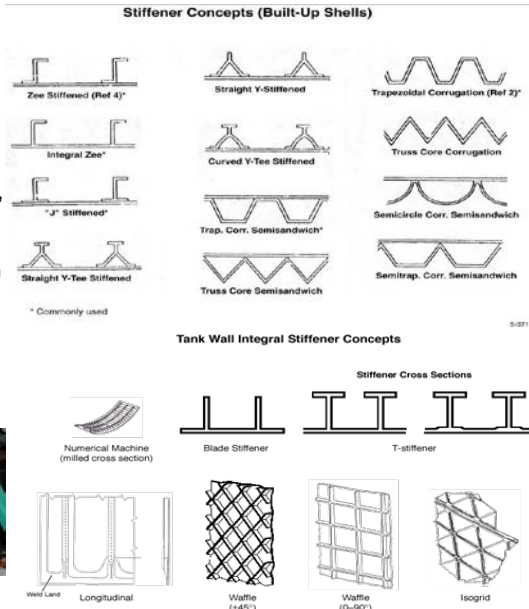 Stiffener Concepts (Built-Up Shells)
Zee Stiffened (Ref 4)*
Straight Y-Stiffened
Trapezoidal Corrugation (Ref 2)*
Integral Zee*
Curved Y-Tee Stiffened
Truss Core Corrugation
"J" Stiffened*
Trap. Corr. Semisandwich*
Semicircle Corr. Semisandwich
Straight Y-Tee Stiffened
Truss Core Semisandwich
Semitrap. Corr. Semisandwich
* Commonly used
Tank Wall Integral Stiffener Concepts
Stiffener Cross Sections
Numerical Machine
(milled cross section)
Blade Stiffener
T-stiffener
Weld Land
Longitudinal
Waffle
(±45°)
Waffle
(0–90°)
Isogrid